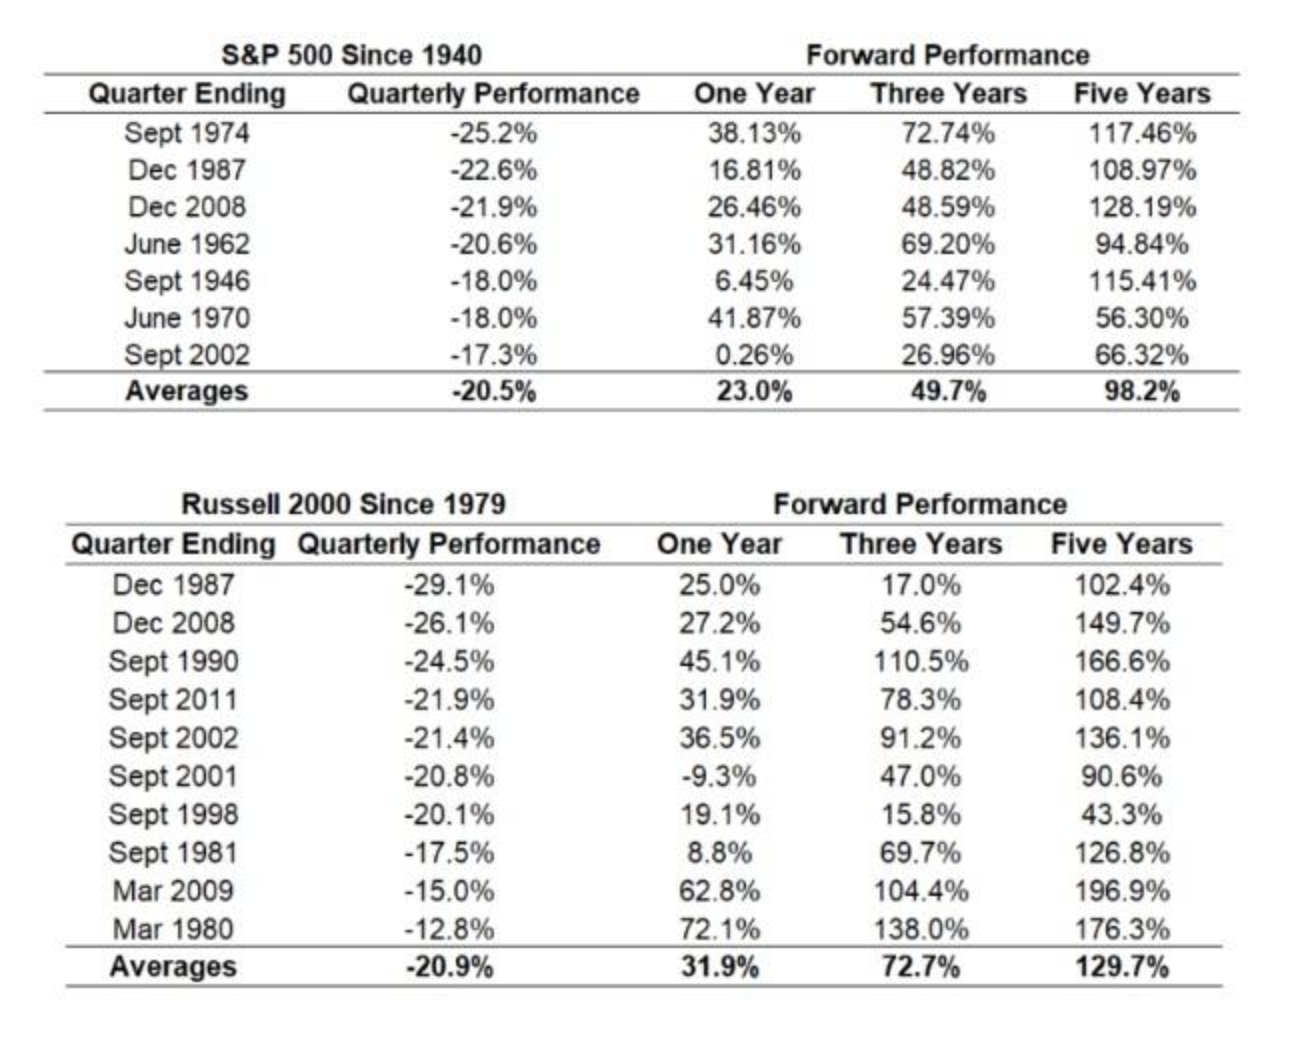 S&P 500 Since 1940 Forward Performance
Quarter Ending Quarterly Performance One Year Three Years Five Years
Sept 1974 -25.2% 38.13% 72.74% 117.46%
Dec 1987 -22.6% 16.81% 48.82% 108.97%
Dec 2008 -21.9% 26.46% 48.59% 128.19%
June 1962 -20.6% 31.16% 69.20% 94.84%
Sept 1946 -18.0% 6.45% 24.47% 115.41%
June 1970 -18.0% 41.87% 57.39% 56.30%
Sept 2002 -17.3% 0.26% 26.96% 66.32%
Averages -20.5% 23.0% 49.7% 98.2%
Russell 2000 Since 1979 Forward Performance
Quarter Ending Quarterly Performance One Year Three Years Five Years
Dec 1987 -29.1% 25.0% 17.0% 102.4%
Dec 2008 -26.1% 27.2% 54.6% 149.7%
Sept 1990 -24.5% 45.1% 110.5% 166.6%
Sept 2011 -21.9% 31.9% 78.3% 108.4%
Sept 2002 -21.4% 36.5% 91.2% 136.1%
Sept 2001 -20.8% -9.3% 47.0% 90.6%
Sept 1998 -20.1% 19.1% 15.8% 43.3%
Sept 1981 -17.5% 8.8% 69.7% 126.8%
Mar 2009 -15.0% 62.8% 104.4% 196.9%
Mar 1980 -12.8% 72.1% 138.0% 176.3%
Averages -20.9% 31.9% 72.7% 129.7%